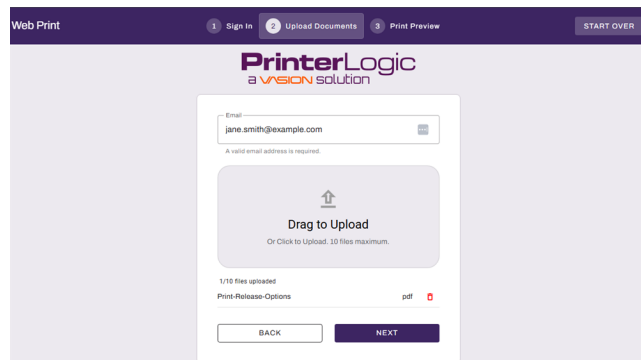 Web Print
1 Sign In 2 Upload Documents 3 Print Preview
START OVER
PrinterLogic
a VASION solution
Email
jane.smith@example.com
A valid email address is required.
Drag to Upload
Or Click to Upload. 10 files maximum.
1/10 files uploaded
Print-Release-Options pdf
BACK NEXT